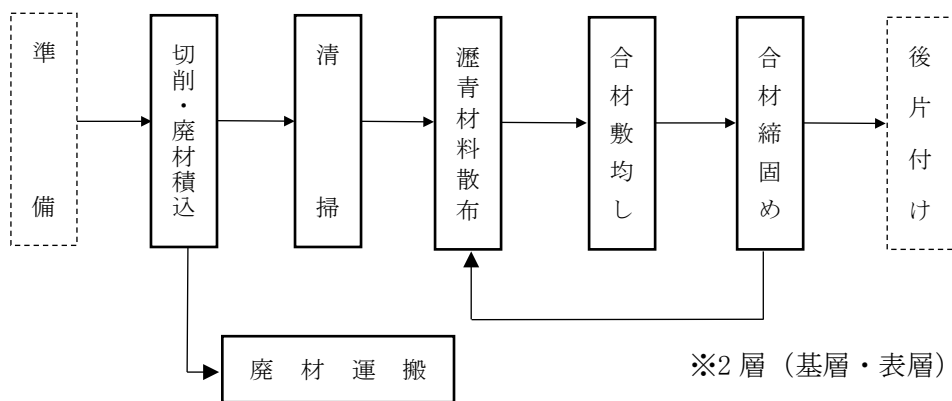 準備
切削・廃材積込
清掃
瀝青材料散布
合材敷均し
合材締固め
後片付け
廃材運搬
※2層（基層・表層）